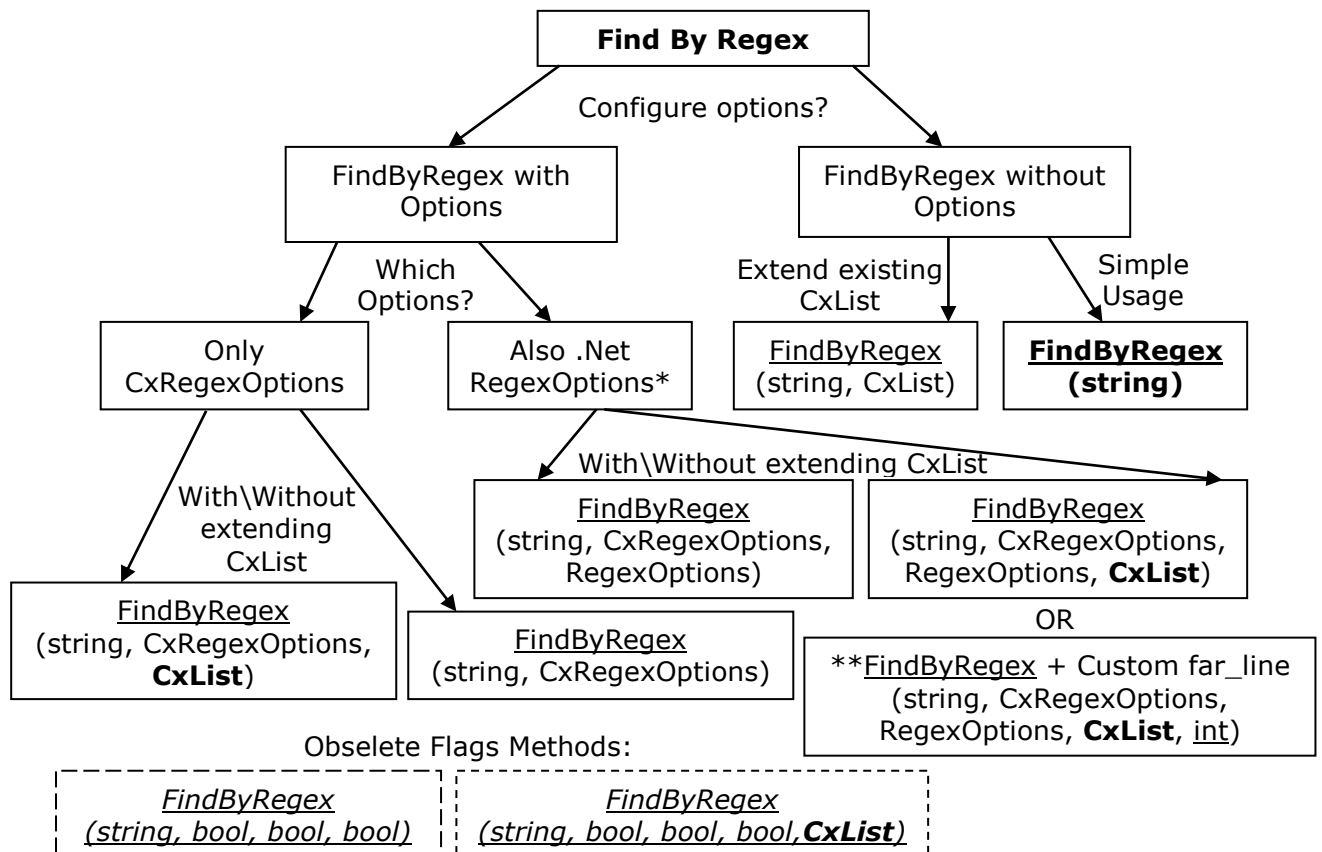 Find By Regex
Configure options?
FindByRegex with
Options
FindByRegex without
Options
Which
Options?
Extend existing
CxList
Simple
Usage
Only
CxRegexOptions
Also .Net
RegexOptions*
FindByRegex
(string, CxList)
FindByRegex
(string)
With\Without
extending
CxList
With\Without extending CxList
FindByRegex
(string, CxRegexOptions,
RegexOptions)
FindByRegex
(string, CxRegexOptions,
RegexOptions, CxList)
FindByRegex
(string, CxRegexOptions,
CxList)
FindByRegex
(string, CxRegexOptions)
OR
**FindByRegex + Custom far_line
(string, CxRegexOptions,
RegexOptions, CxList, int)
Obselete Flags Methods:
FindByRegex
(string, bool, bool, bool)
FindByRegex
(string, bool, bool, bool,CxList)